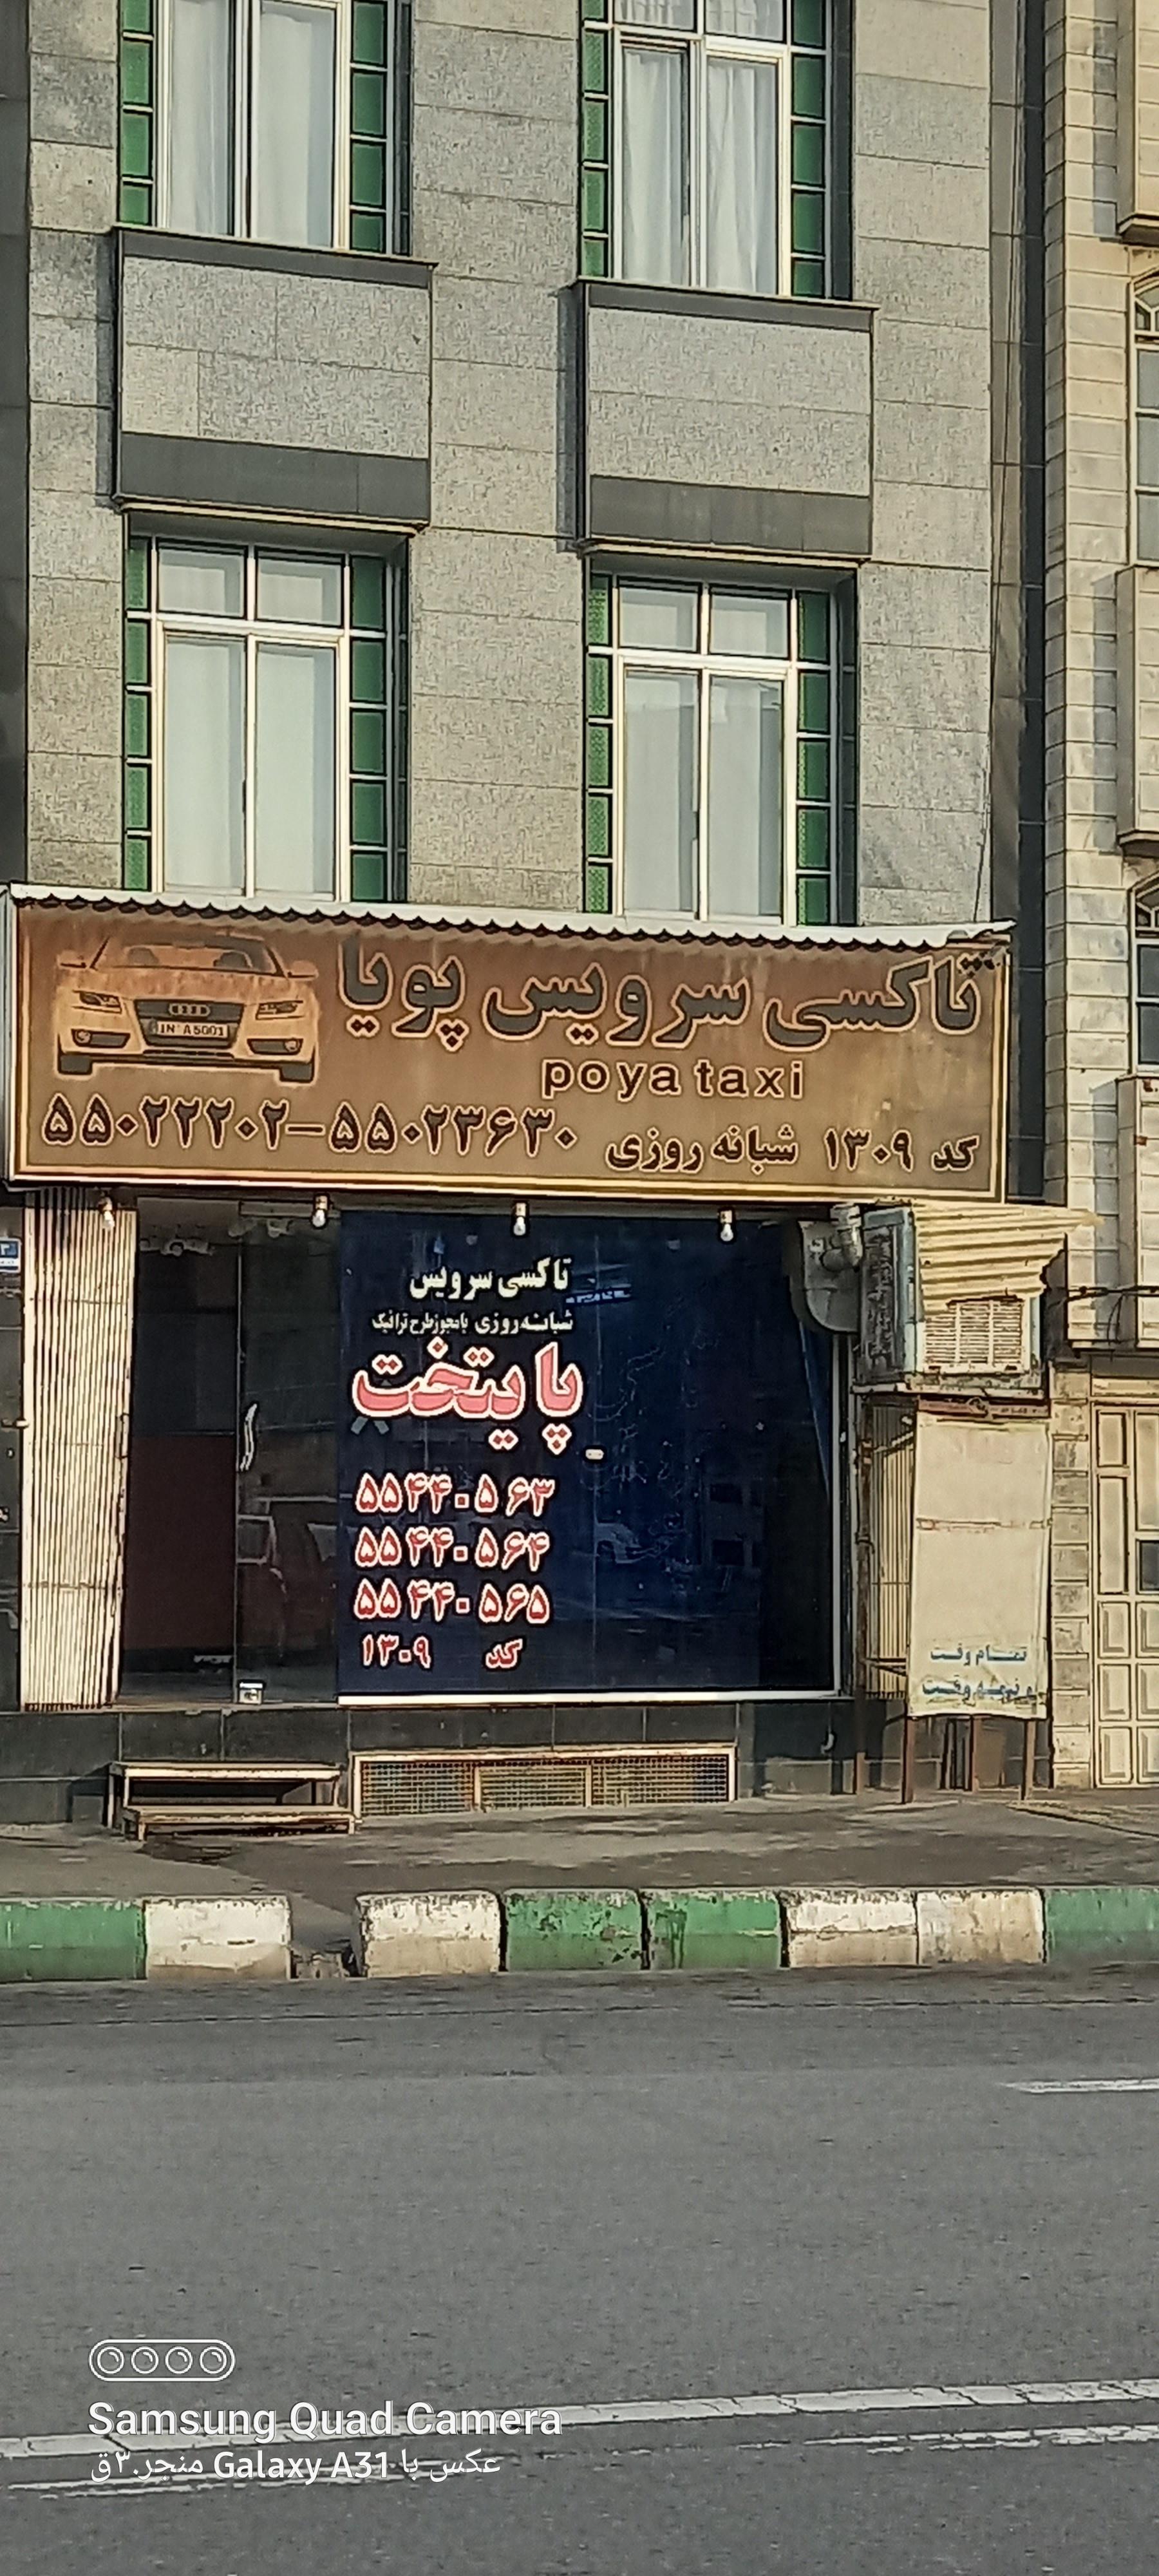 تاکسی سرویس پویا
poya taxi
IN A 5001
کد ۱۳۰۹ شبانه روزی ۵۵۰۲۳۶۳۰-۵۵۰۲۲۲۰۲
تاکسی سرویس
شبانه روزی با مجوز طرح ترافیک
پایتخت
۵۵۴۴۰۵۶۳
۵۵۴۴۰۵۶۴
۵۵۴۴۰۵۶۵
کد ۱۳۰۹
تمام وقت
و نیمه وقت
Samsung Quad Camera
عکس با Galaxy A31 منجر.۳ق